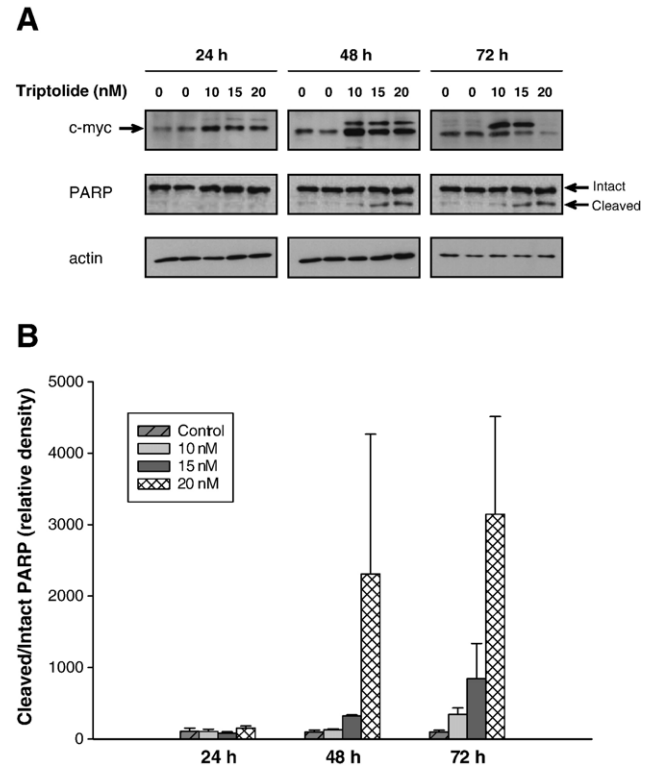 A
24 h 48 h 72 h
Triptolide (nM) 0 0 10 15 20 0 0 10 15 20 0 0 10 15 20
c-myc
PARP
Intact
Cleaved
actin
B
Cleaved/Intact PARP (relative density)
5000
4000
3000
2000
1000
0
Control
10 nM
15 nM
20 nM
24 h 48 h 72 h